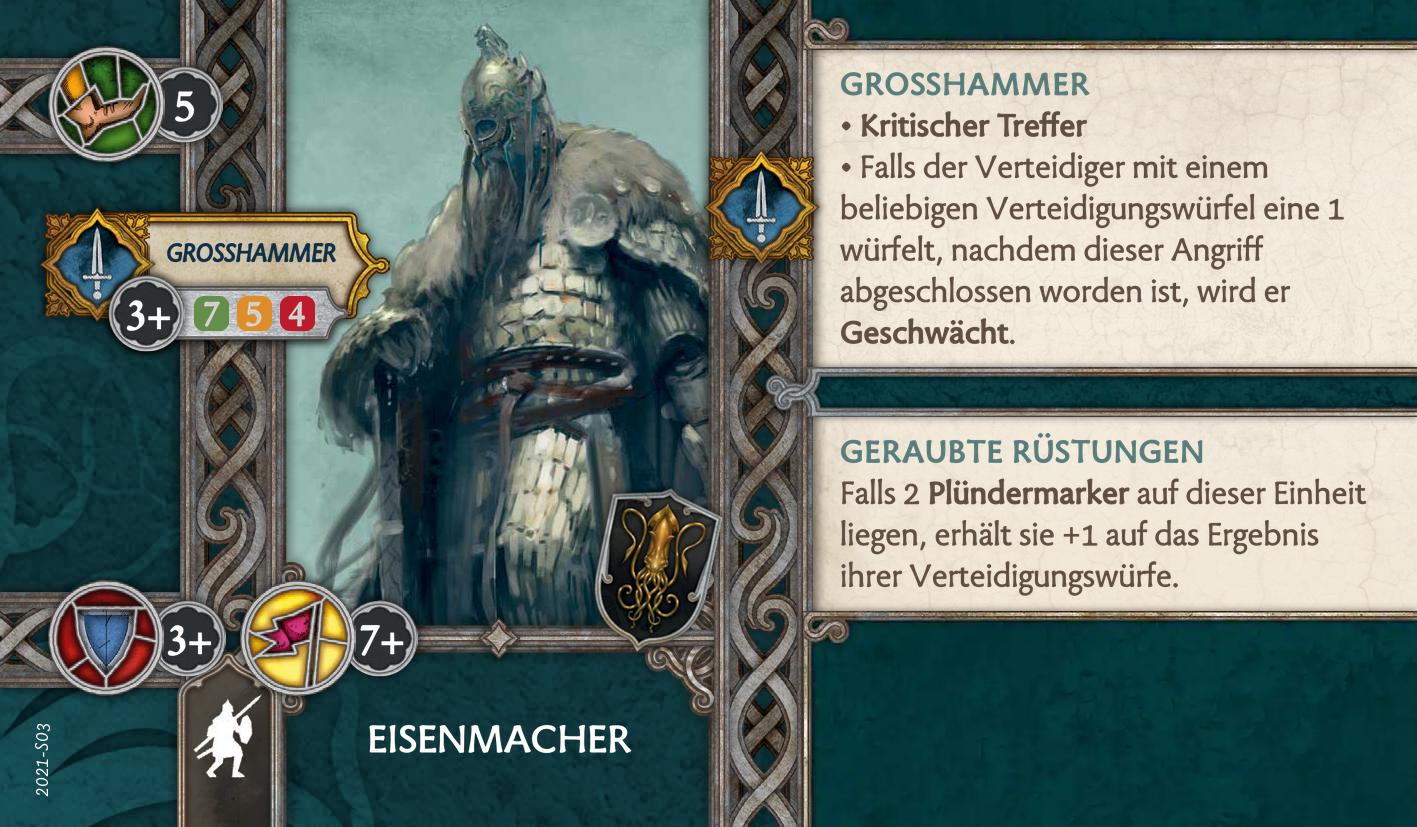 5
GROSSHAMMER
3+ 7 5 4
3+
7+
EISENMACHER
2021-S03
GROSSHAMMER
• Kritischer Treffer
• Falls der Verteidiger mit einem
beliebigen Verteidigungswürfel eine 1
würfelt, nachdem dieser Angriff
abgeschlossen worden ist, wird er
Geschwächt.
GERAUBTE RÜSTUNGEN
Falls 2 Plündermarker auf dieser Einheit
liegen, erhält sie +1 auf das Ergebnis
ihrer Verteidigungswürfe.